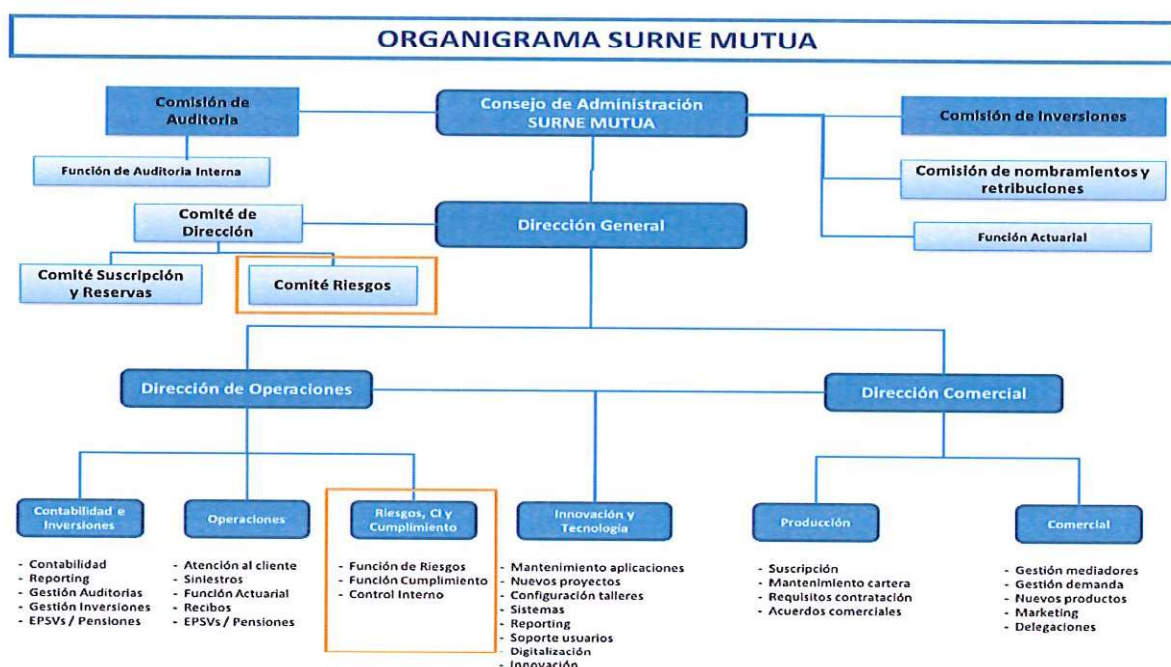 ORGANIGRAMA SURNE MUTUA
Comisión de
Auditoria
Consejo de Administración
SURNE MUTUA
Comisión de Inversiones
Función de Auditoria Interna
Comisión de nombramientos y
retribuciones
Comité de
Dirección
Dirección General
Función Actuarial
Comité Suscripción
y Reservas
Comité Riesgos
Dirección de Operaciones
Dirección Comercial
Contabilidad e
Inversiones
- Contabilidad
- Reporting
- Gestión Auditorias
- Gestión Inversiones
- EPSVs / Pensiones
Operaciones
- Atención al cliente
- Siniestros
- Función Actuarial
- Recibos
- EPSVs / Pensiones
Riesgos, CI y
Cumplimiento
- Función de Riesgos
- Función Cumplimiento
- Control Interno
Innovación y
Tecnología
- Mantenimiento aplicaciones
- Nuevos proyectos
- Configuración talleres
- Sistemas
- Reporting
- Soporte usuarios
- Digitalización
- Innovación
Producción
- Suscripción
- Mantenimiento cartera
- Requisitos contratación
- Acuerdos comerciales
Comercial
- Gestión mediadores
- Gestión demanda
- Nuevos productos
- Marketing
- Delegaciones